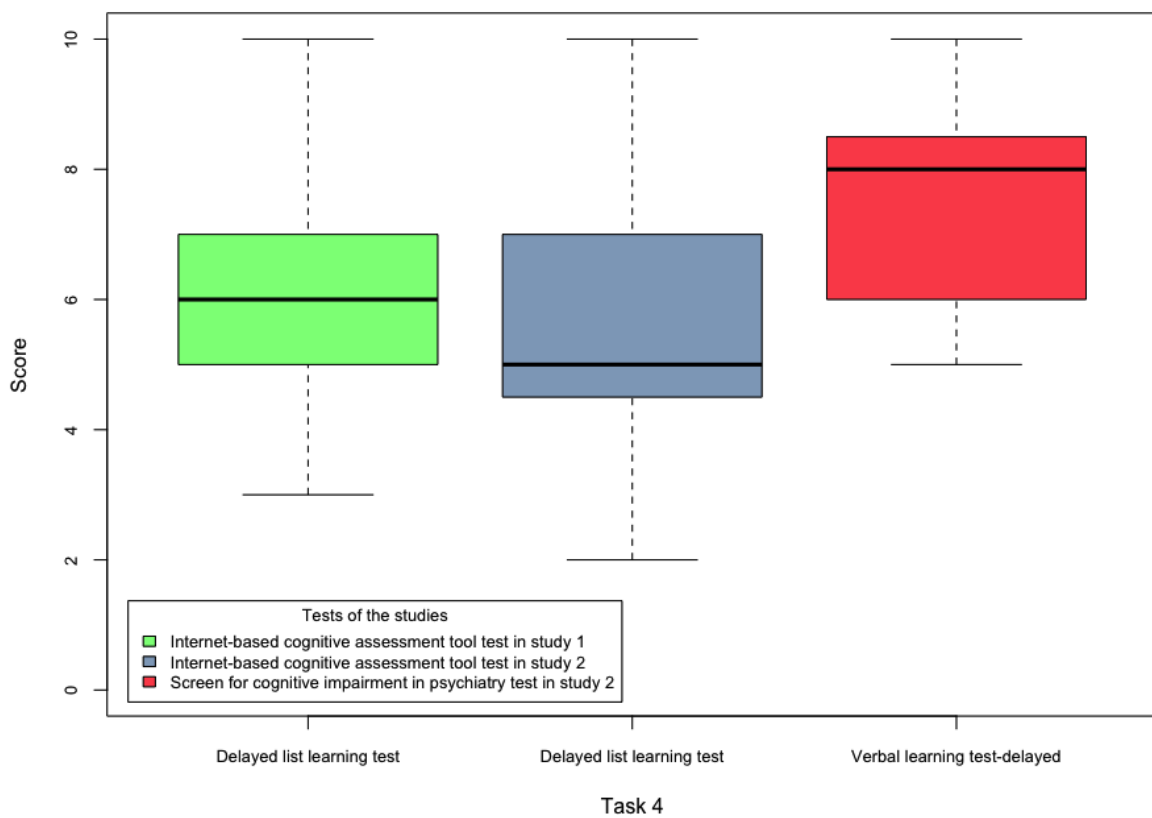 10
8
6
4
2
0
Score
Tests of the studies
Internet-based cognitive assessment tool test in study 1
Internet-based cognitive assessment tool test in study 2
Screen for cognitive impairment in psychiatry test in study 2
Delayed list learning test
Delayed list learning test
Verbal learning test-delayed
Task 4